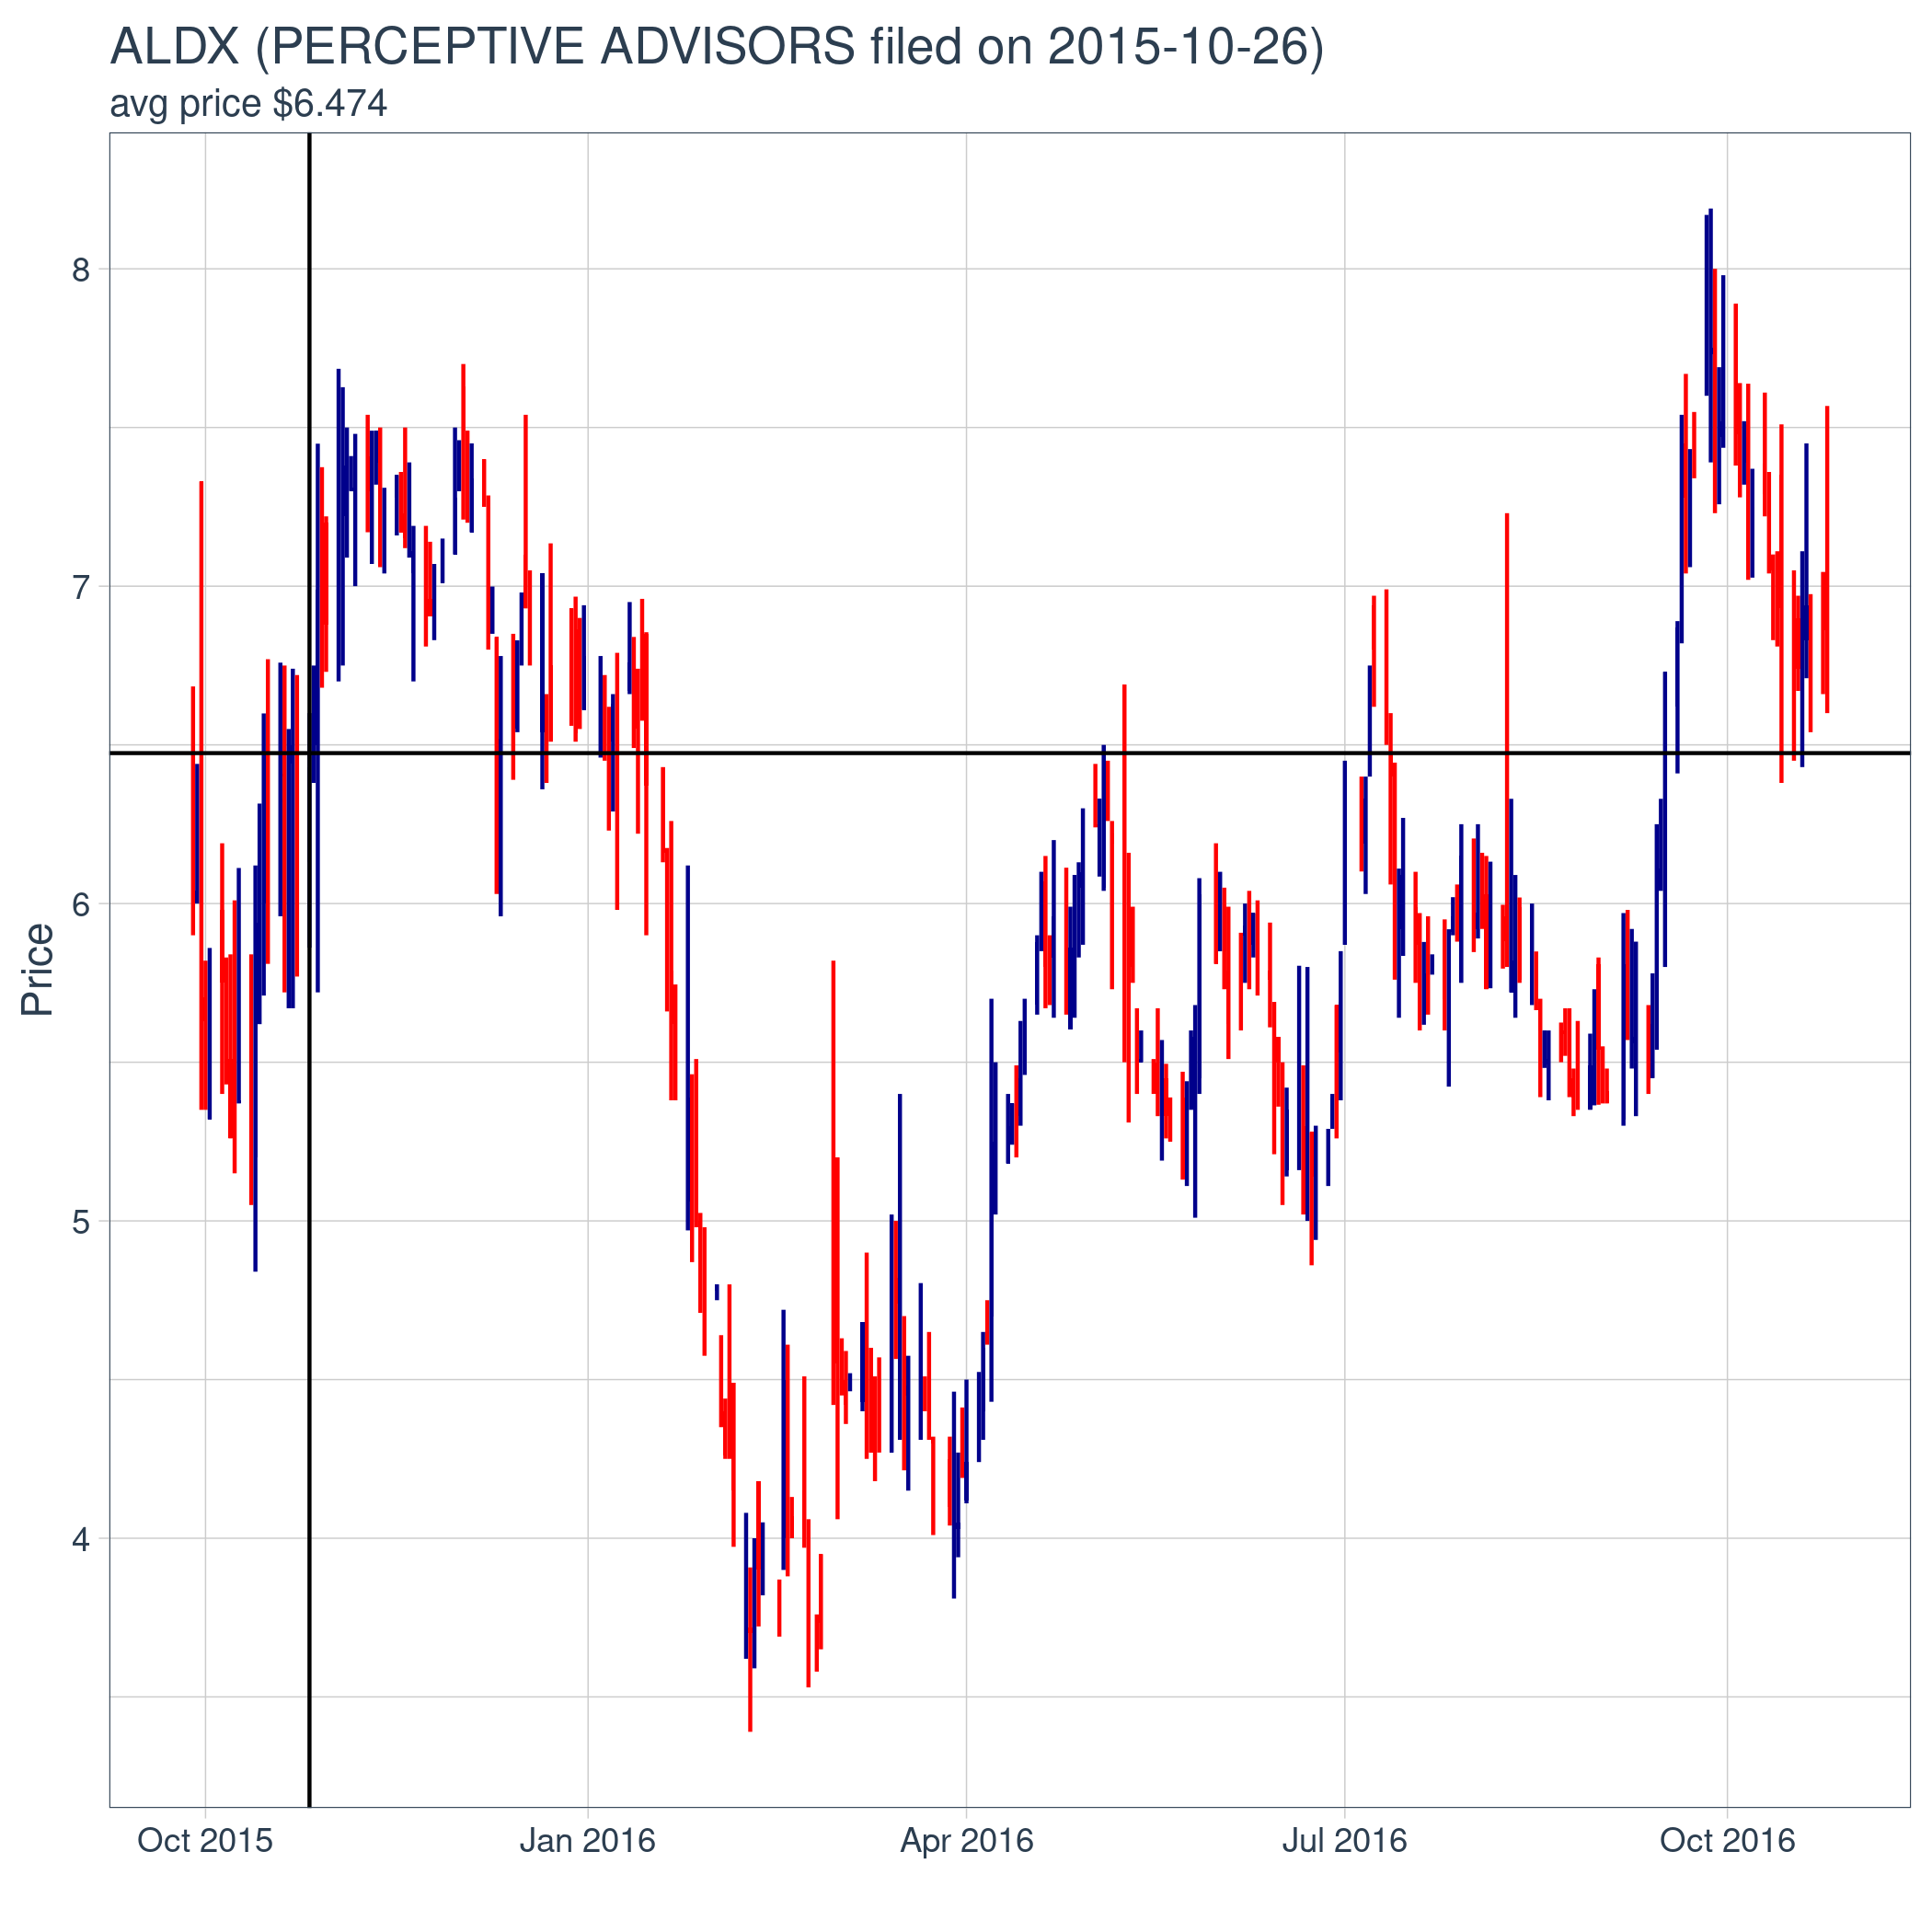 ALDX (PERCEPTIVE ADVISORS filed on 2015-10-26)
avg price $6.474
8
7
6
5
4
Price
Oct 2015
Jan 2016
Apr 2016
Jul 2016
Oct 2016